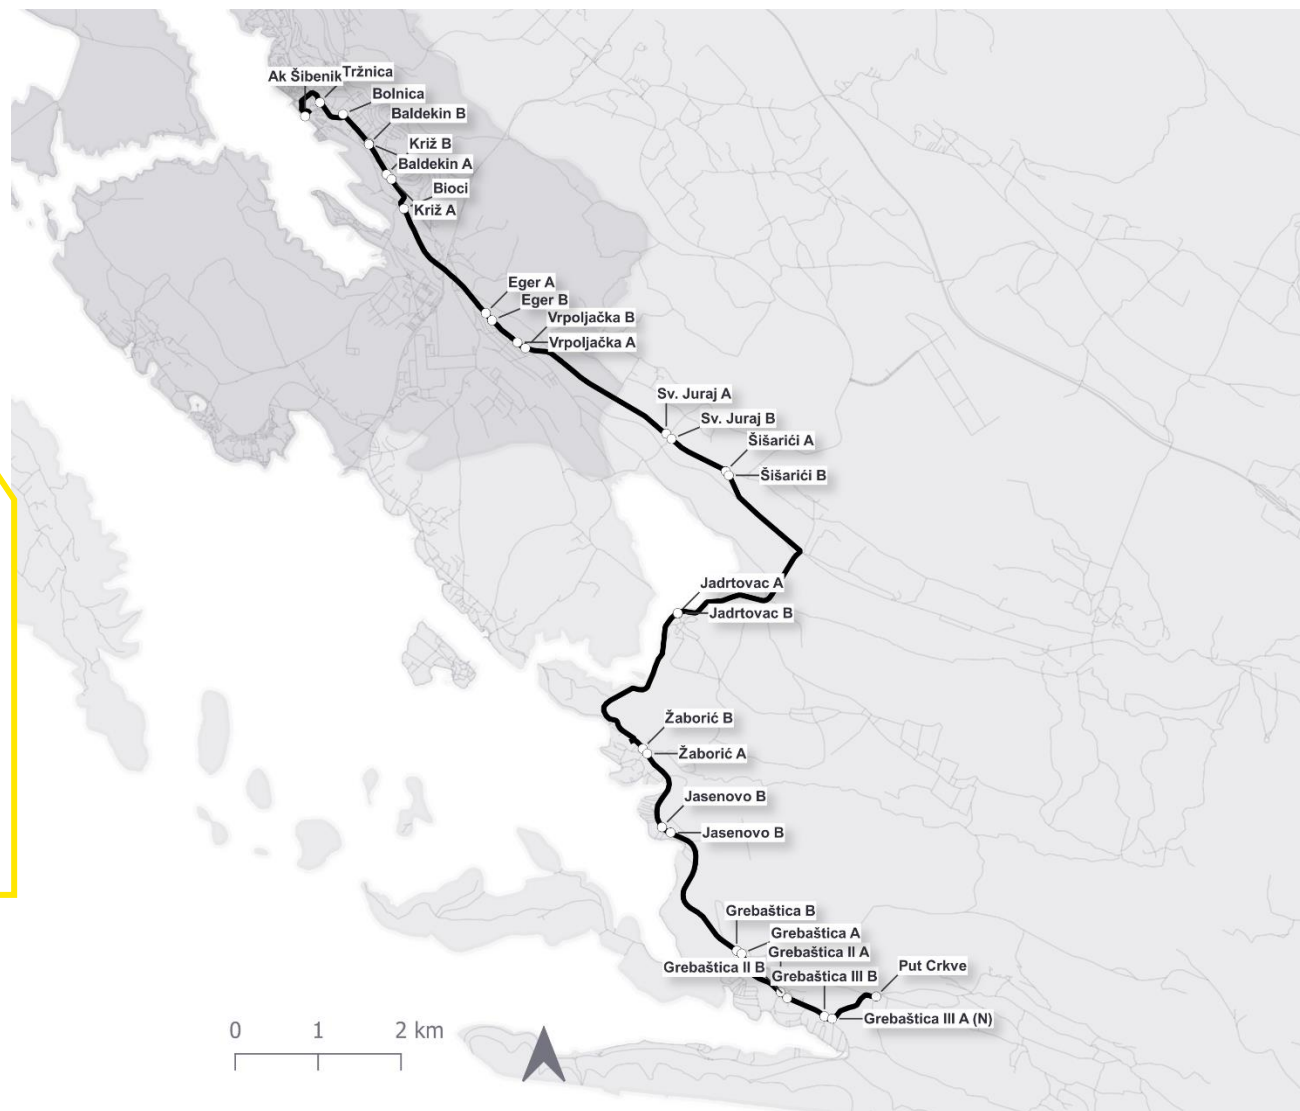 Ak Šibenik
Tržnica
Bolnica
Baldekin B
Križ B
Baldekin A
Bioci
Križ A
Eger A
Eger B
Vrpoljačka B
Vrpoljačka A
Sv. Juraj A
Sv. Juraj B
Šišarići A
Šišarići B
Jadrtovac A
Jadrtovac B
Žaborić B
Žaborić A
Jasenovo B
Jasenovo B
Grebaštica B
Grebaštica A
Grebaštica II A
Grebaštica II B
Grebaštica III B
Put Crkve
Grebaštica III A (N)
0 1 2 km